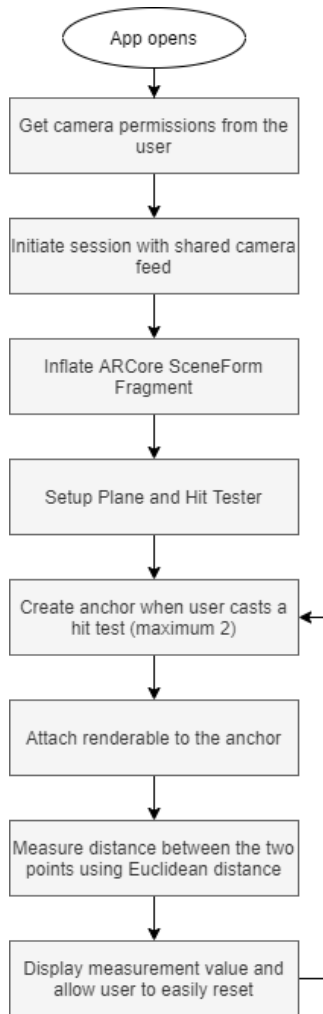 App opens
Get camera permissions from the
user
Initiate session with shared camera
feed
Inflate ARCore SceneForm
Fragment
Setup Plane and Hit Tester
Create anchor when user casts a
hit test (maximum 2)
Attach renderable to the anchor
Measure distance between the two
points using Euclidean distance
Display measurement value and
allow user to easily reset